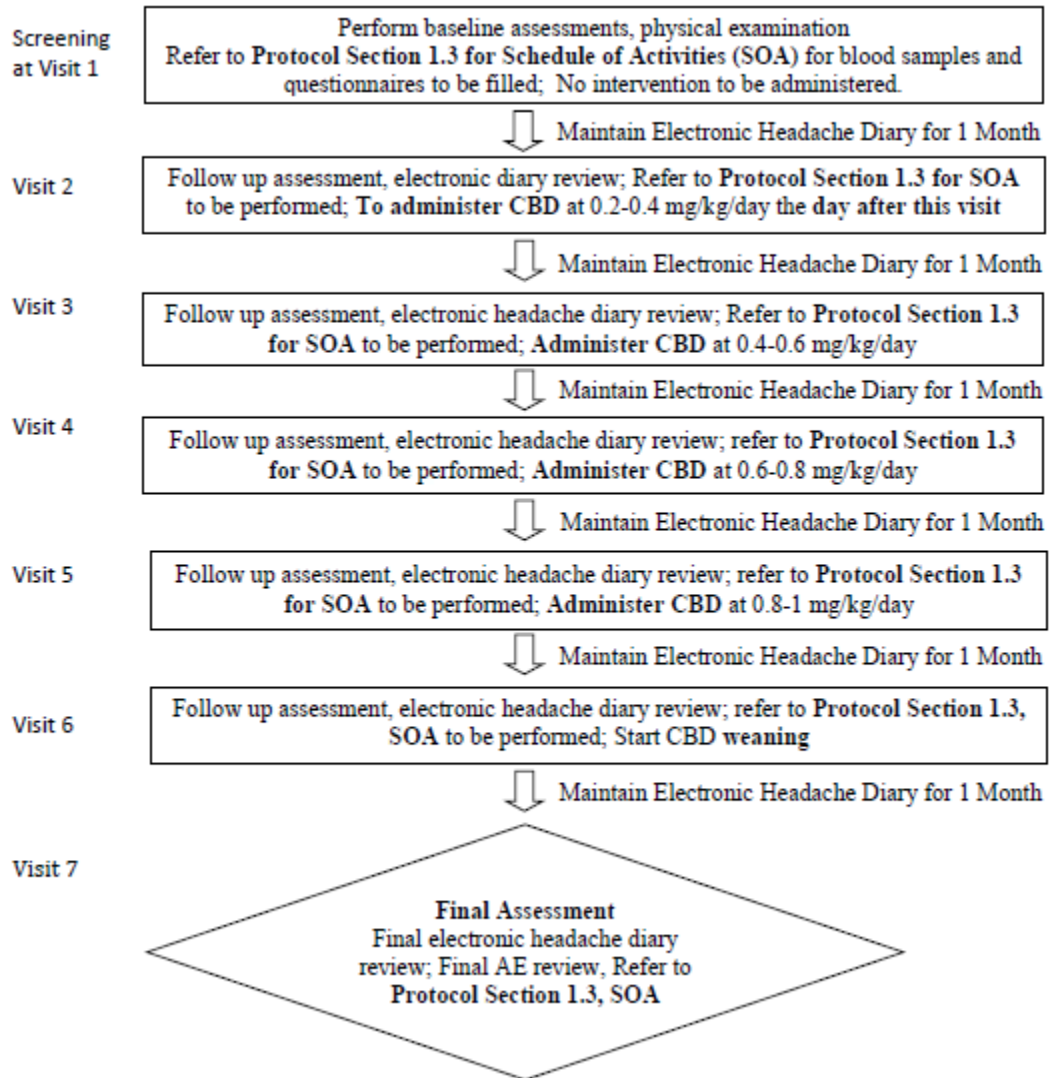 Screening
at Visit 1
Perform baseline assessments, physical examination
Refer to Protocol Section 1.3 for Schedule of Activities (SOA) for blood samples and
questionnaires to be filled; No intervention to be administered.
Maintain Electronic Headache Diary for 1 Month
Visit 2
Follow up assessment, electronic diary review; Refer to Protocol Section 1.3 for SOA
to be performed; To administer CBD at 0.2-0.4 mg/kg/day the day after this visit
Maintain Electronic Headache Diary for 1 Month
Visit 3
Follow up assessment, electronic headache diary review; Refer to Protocol Section 1.3
for SOA to be performed; Administer CBD at 0.4-0.6 mg/kg/day
Maintain Electronic Headache Diary for 1 Month
Visit 4
Follow up assessment, electronic headache diary review; refer to Protocol Section 1.3
for SOA to be performed; Administer CBD at 0.6-0.8 mg/kg/day
Maintain Electronic Headache Diary for 1 Month
Visit 5
Follow up assessment, electronic headache diary review; refer to Protocol Section 1.3
for SOA to be performed; Administer CBD at 0.8-1 mg/kg/day
Maintain Electronic Headache Diary for 1 Month
Visit 6
Follow up assessment, electronic headache diary review; refer to Protocol Section 1.3,
SOA to be performed; Start CBD weaning
Maintain Electronic Headache Diary for 1 Month
Visit 7
Final Assessment
Final electronic headache diary
review; Final AE review, Refer to
Protocol Section 1.3, SOA